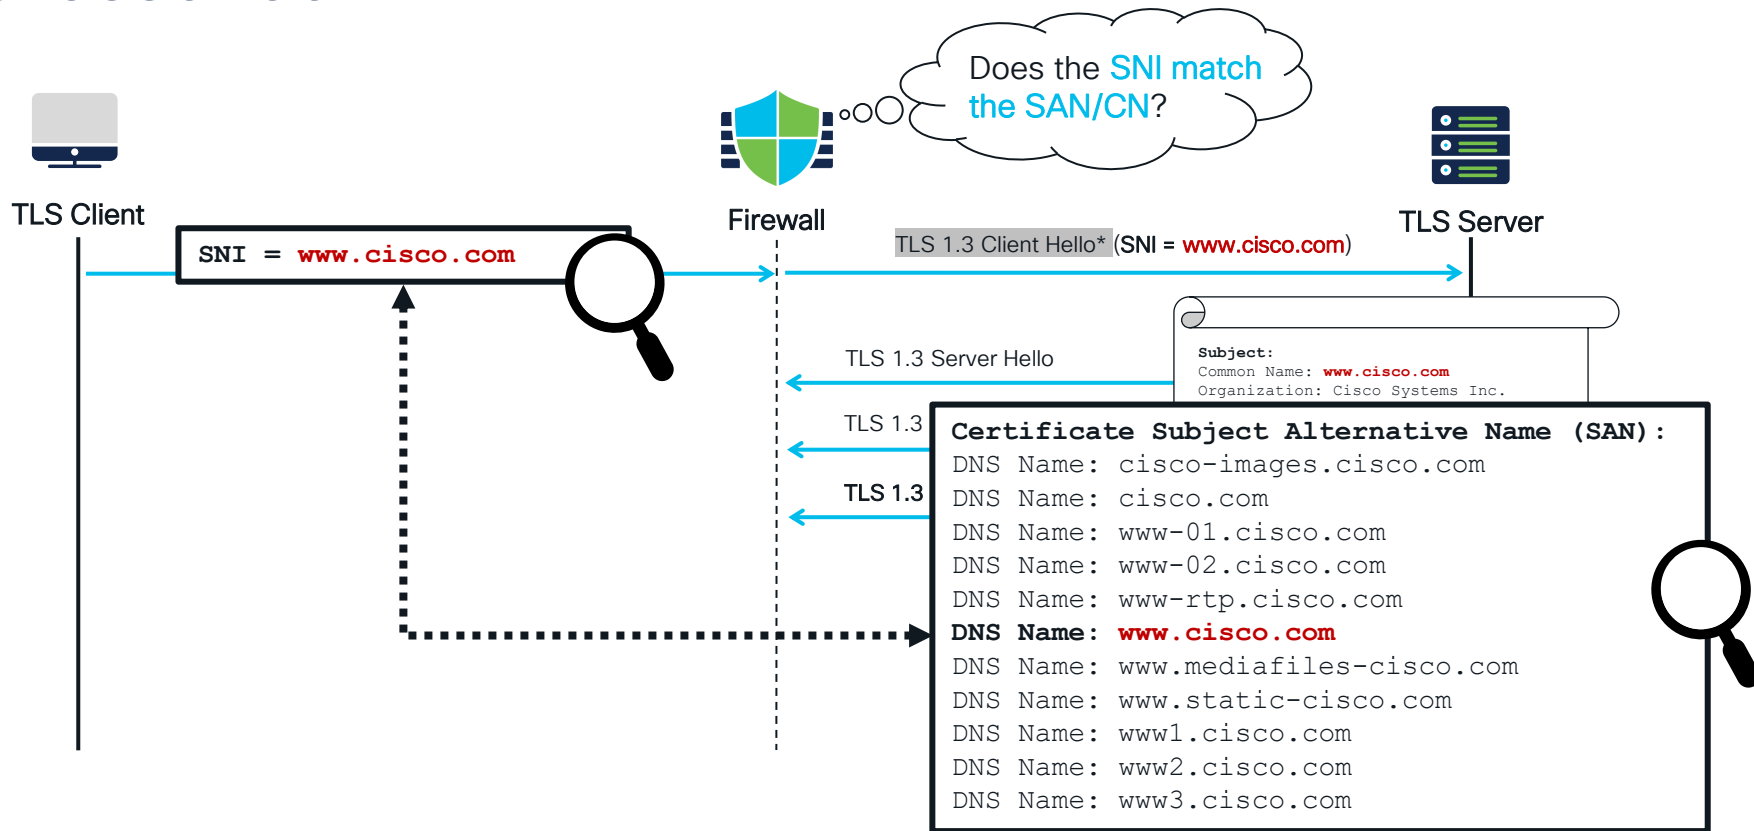 Does the SNI match
the SAN/CN?
TLS Client
Firewall
TLS Server
SNI = www.cisco.com
TLS 1.3 Client Hello* (SNI = www.cisco.com)
TLS 1.3 Server Hello
Subject:
Common Name: www.cisco.com
Organization: Cisco Systems Inc.
TLS 1.3
TLS 1.3
Certificate Subject Alternative Name (SAN):
DNS Name: cisco-images.cisco.com
DNS Name: cisco.com
DNS Name: www-01.cisco.com
DNS Name: www-02.cisco.com
DNS Name: www-rtp.cisco.com
DNS Name: www.cisco.com
DNS Name: www.mediafiles-cisco.com
DNS Name: www.static-cisco.com
DNS Name: www1.cisco.com
DNS Name: www2.cisco.com
DNS Name: www3.cisco.com